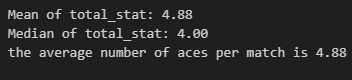 Mean of total_stat: 4.88
Median of total_stat: 4.00
the average number of aces per match is 4.88